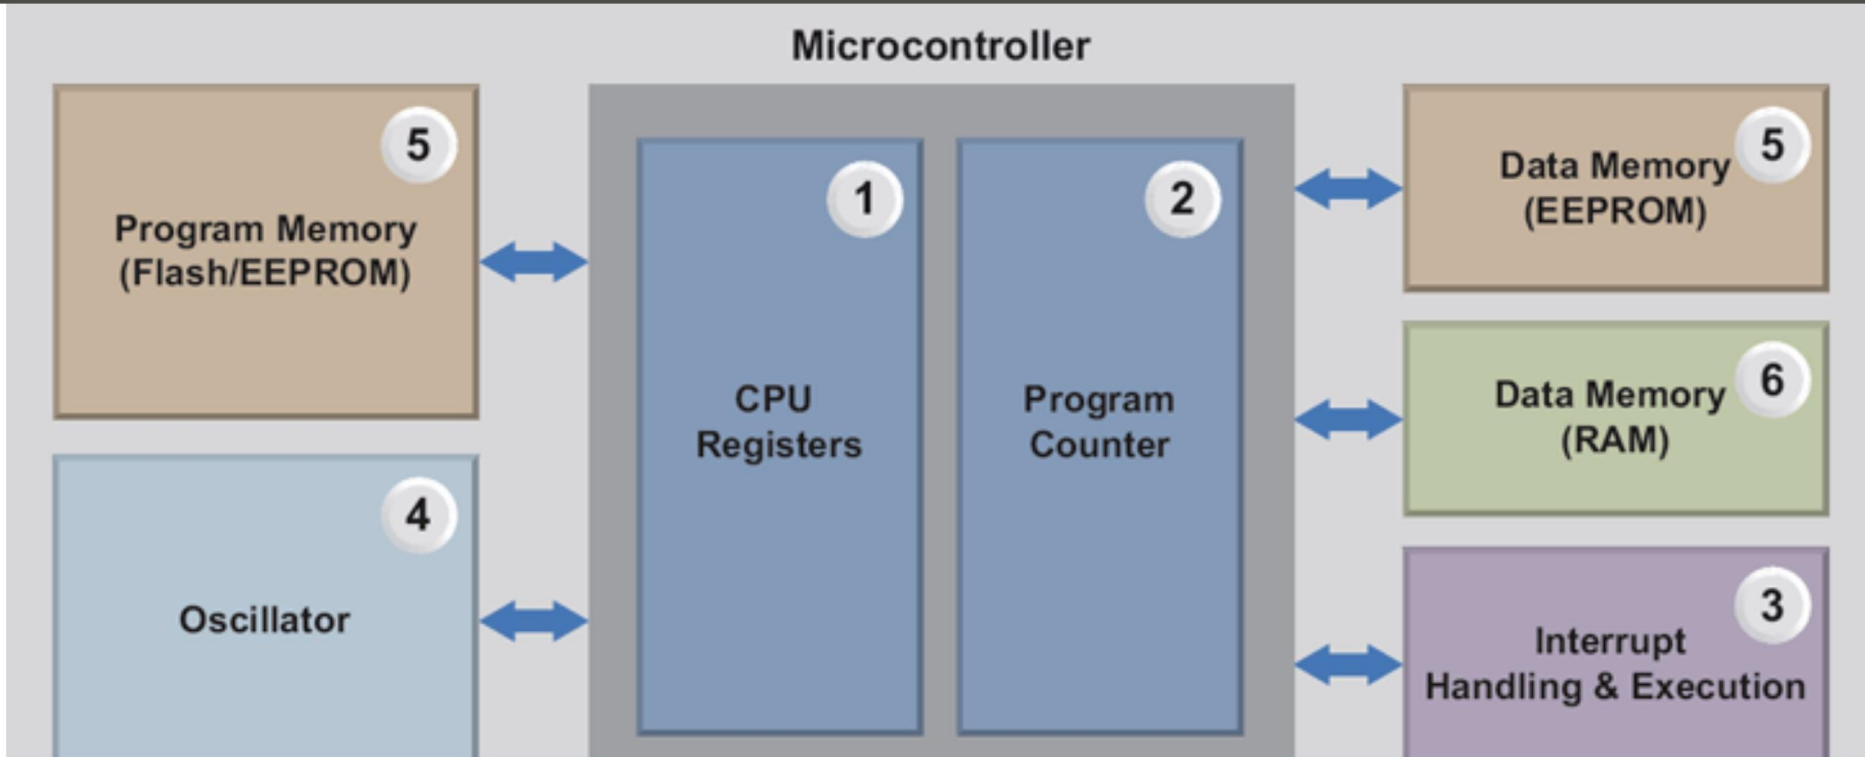 Microcontroller
5
Program Memory
(Flash/EEPROM)
4
Oscillator
1
CPU
Registers
2
Program
Counter
5
Data Memory
(EEPROM)
6
Data Memory
(RAM)
3
Interrupt
Handling & Execution